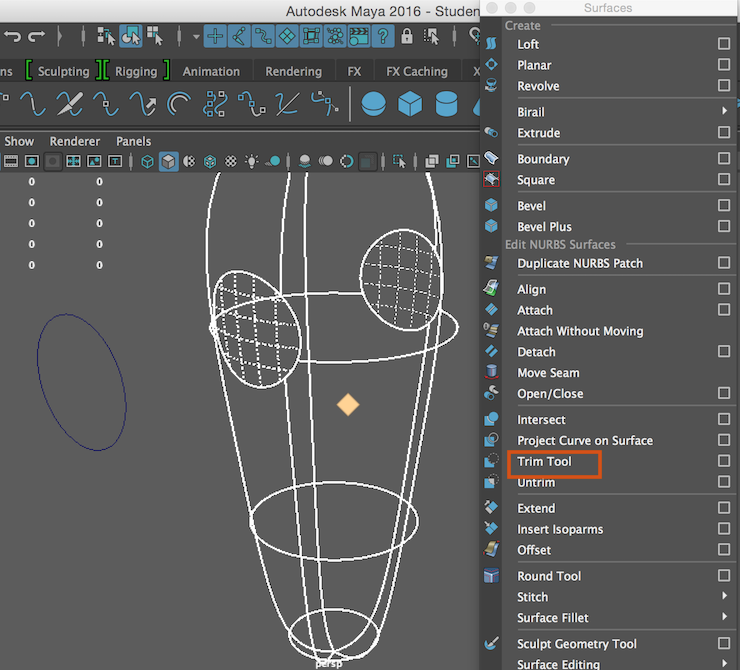 Autodesk Maya 2016 - Studen
Surfaces
ns
Sculpting
Rigging
Animation
Rendering
FX
FX Caching
X
Show Renderer Panels
0 0
0 0
0 0
0 0
0 0
persp
Create
Loft
Planar
Revolve
Birail
Extrude
Boundary
Square
Bevel
Bevel Plus
Edit NURBS Surfaces
Duplicate NURBS Patch
Align
Attach
Attach Without Moving
Detach
Move Seam
Open/Close
Intersect
Project Curve on Surface
Trim Tool
Untrim
Extend
Insert Isoparms
Offset
Round Tool
Stitch
Surface Fillet
Sculpt Geometry Tool
Surface Editing